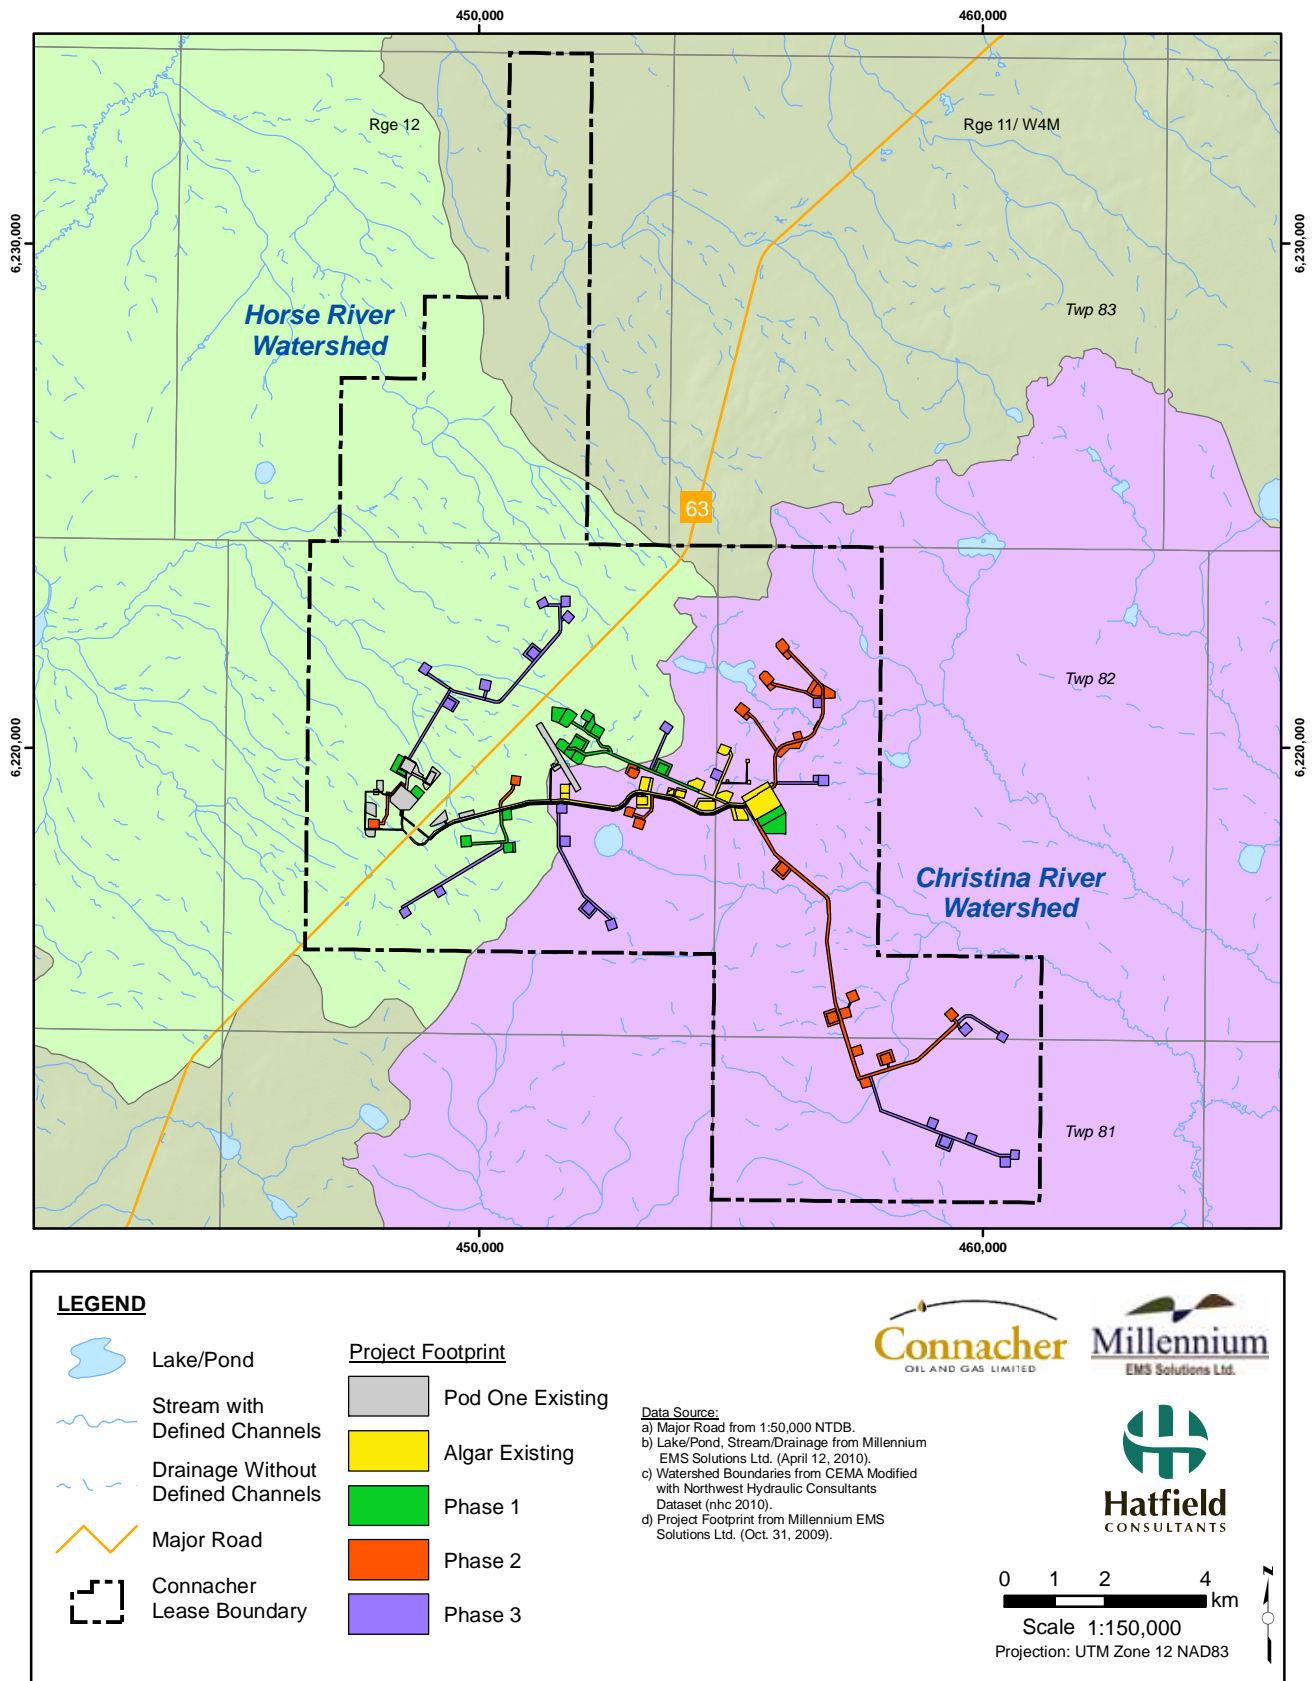 450,000
460,000
Rge 12
Rge 11/ W4M
6,230,000
6,230,000
Horse River
Watershed
Twp 83
63
Twp 82
6,220,000
6,220,000
Christina River
Watershed
Twp 81
450,000
460,000
LEGEND
Lake/Pond
Stream with
Defined Channels
Drainage Without
Defined Channels
Major Road
Connacher
Lease Boundary
Project Footprint
Pod One Existing
Algar Existing
Phase 1
Phase 2
Phase 3
Data Source:
a) Major Road from 1:50,000 NTDB.
b) Lake/Pond, Stream/Drainage from Millennium
EMS Solutions Ltd. (April 12, 2010).
c) Watershed Boundaries from CEMA Modified
with Northwest Hydraulic Consultants
Dataset (nhc 2010).
d) Project Footprint from Millennium EMS
Solutions Ltd. (Oct. 31, 2009).
Connacher
OIL AND GAS LIMITED
Millennium
EMS Solutions Ltd.
Hatfield
CONSULTANTS
0 1 2 4
km
Scale 1:150,000
Projection: UTM Zone 12 NAD83
N